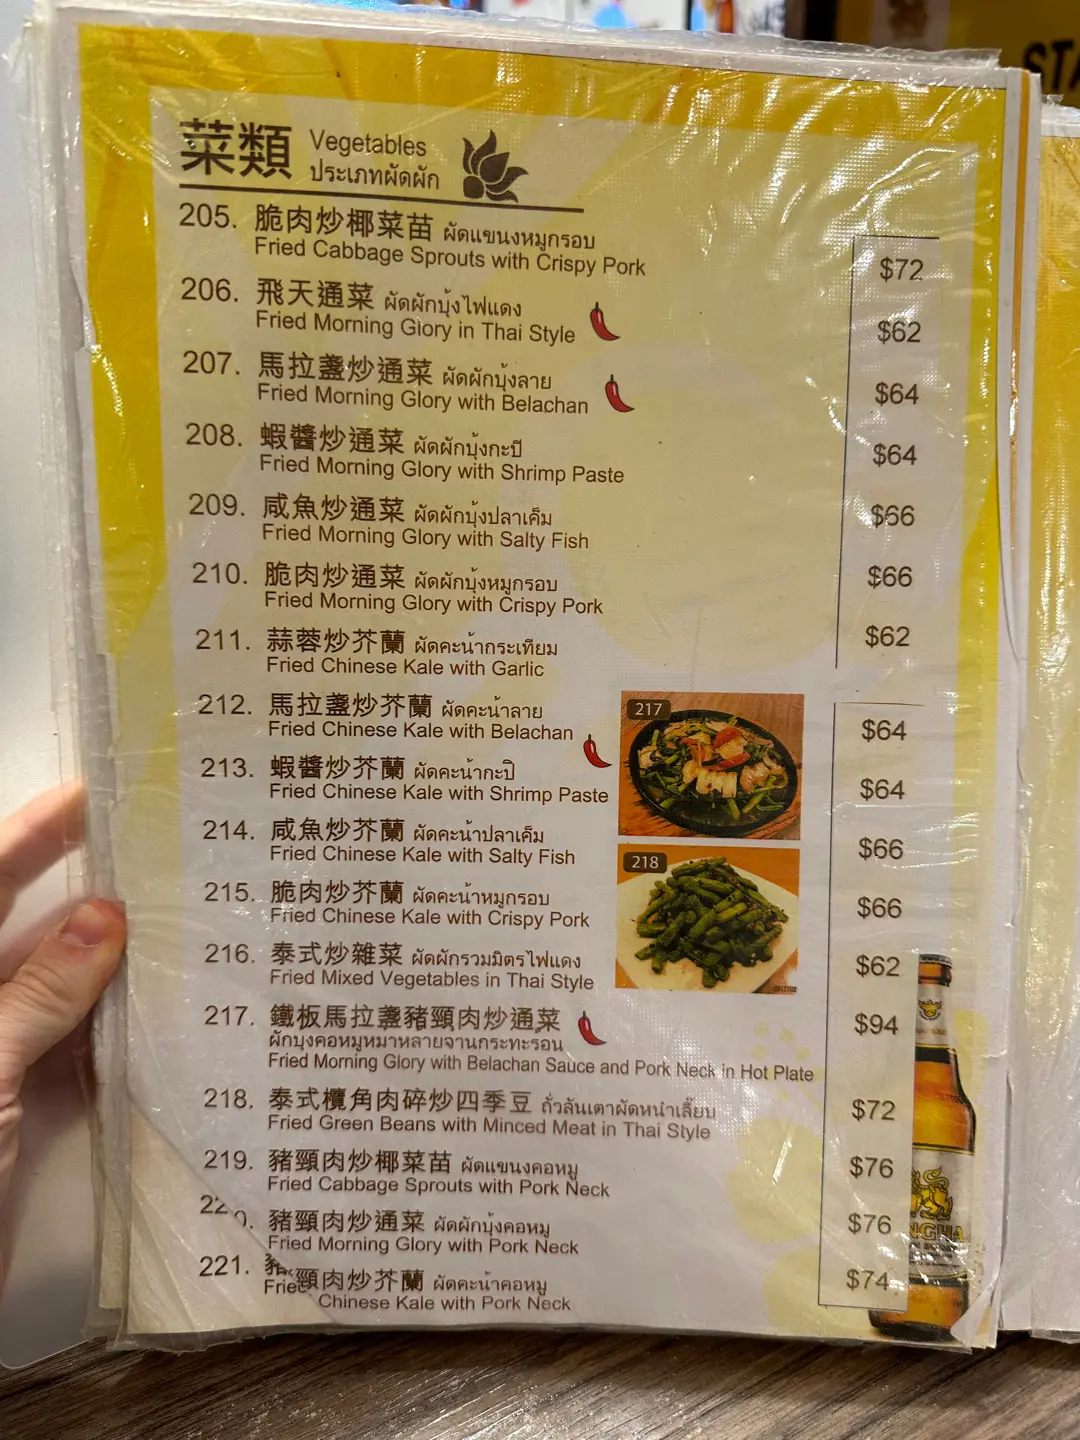 STA
菜類 Vegetables
ประเภทผัดผัก
205. 脆肉炒椰菜苗 ผัดแขนงหมูกรอบ
Fried Cabbage Sprouts with Crispy Pork
$72
206. 飛天通菜 ผัดผักบุ้งไฟแดง
Fried Morning Glory in Thai Style
$62
207. 馬拉盞炒通菜 ผัดผักบุ้งลาย
Fried Morning Glory with Belachan
$64
208. 蝦醬炒通菜 ผัดผักบุ้งกะปิ
Fried Morning Glory with Shrimp Paste
$64
209. 咸魚炒通菜 ผัดผักบุ้งปลาเค็ม
Fried Morning Glory with Salty Fish
$66
210. 脆肉炒通菜 ผัดผักบุ้งหมูกรอบ
Fried Morning Glory with Crispy Pork
$66
211. 蒜蓉炒芥蘭 ผัดคะน้ากระเทียม
Fried Chinese Kale with Garlic
$62
212. 馬拉盞炒芥蘭 ผัดคะน้าลาย
Fried Chinese Kale with Belachan
$64
213. 蝦醬炒芥蘭 ผัดคะน้ากะปิ
Fried Chinese Kale with Shrimp Paste
$64
214. 咸魚炒芥蘭 ผัดคะน้าปลาเค็ม
Fried Chinese Kale with Salty Fish
$66
215. 脆肉炒芥蘭 ผัดคะน้าหมูกรอบ
Fried Chinese Kale with Crispy Pork
$66
216. 泰式炒雜菜 ผัดผักรวมมิตรไฟแดง
Fried Mixed Vegetables in Thai Style
$62
217. 鐵板馬拉盞豬頸肉炒通菜
ผักบุ้งคอหมูหมาหลายจานกระทะร้อน
Fried Morning Glory with Belachan Sauce and Pork Neck in Hot Plate
$94
218. 泰式欖角肉碎炒四季豆 ถั่วลันเตาผัดหนำเลี๊ยบ
Fried Green Beans with Minced Meat in Thai Style
$72
219. 豬頸肉炒椰菜苗 ผัดแขนงคอหมู
Fried Cabbage Sprouts with Pork Neck
$76
220. 豬頸肉炒通菜 ผัดผักบุ้งคอหมู
Fried Morning Glory with Pork Neck
$76
221. 豬頸肉炒芥蘭 ผัดคะน้าคอหมู
Fried Chinese Kale with Pork Neck
$74
217
218